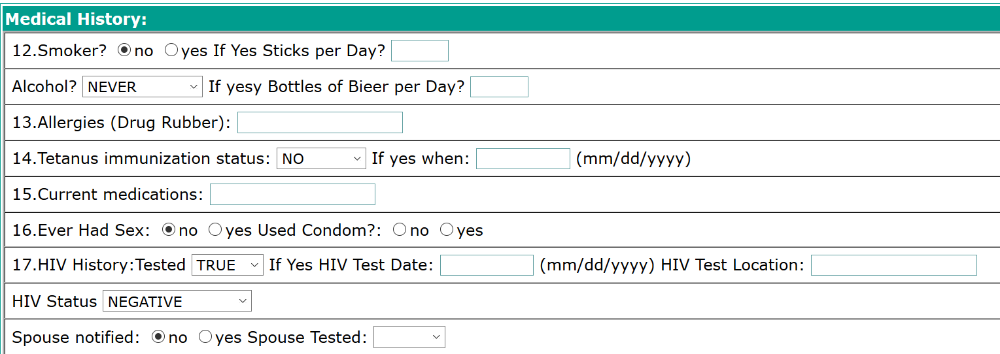 Medical History:
12.Smoker? no yes If Yes Sticks per Day?
Alcohol? NEVER If yesy Bottles of Bieer per Day?
13.Allergies (Drug Rubber):
14.Tetanus immunization status: NO If yes when: (mm/dd/yyyy)
15.Current medications:
16.Ever Had Sex: no yes Used Condom?: no yes
17.HIV History:Tested TRUE If Yes HIV Test Date: (mm/dd/yyyy) HIV Test Location:
HIV Status NEGATIVE
Spouse notified: no yes Spouse Tested: